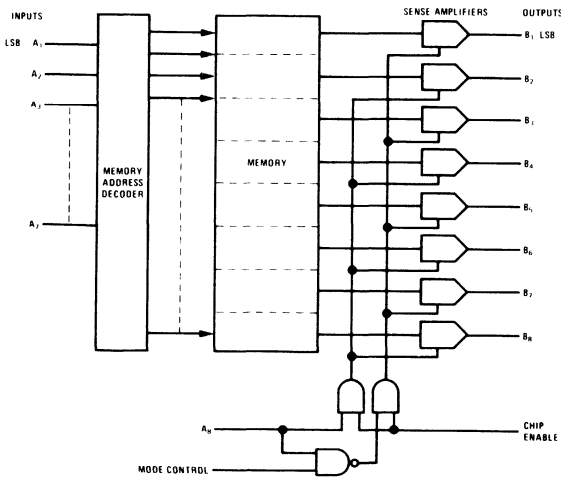 INPUTS
SENSE AMPLIFIERS
OUTPUTS
LSB A₁
B₁ LSB
A₂
B₂
A₃
B₃
MEMORY
ADDRESS
DECODER
MEMORY
B₄
A₇
B₅
B₆
B₇
B₈
A₈
CHIP
ENABLE
MODE CONTROL